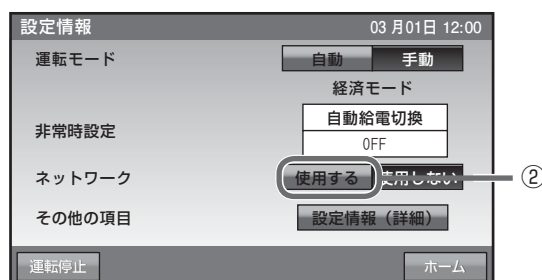 設定情報 03月01日 12:00
運転モード 自動 手動
経済モード
非常時設定 自動給電切換
OFF
ネットワーク 使用する 使用しない ②
その他の項目 設定情報（詳細）
運転停止 ホーム